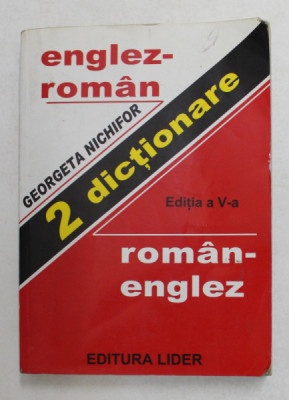 englez-
român
GEORGETA NICHIFOR
2 dicționare
Ediția a V-a
român-
englez
EDITURA LIDER